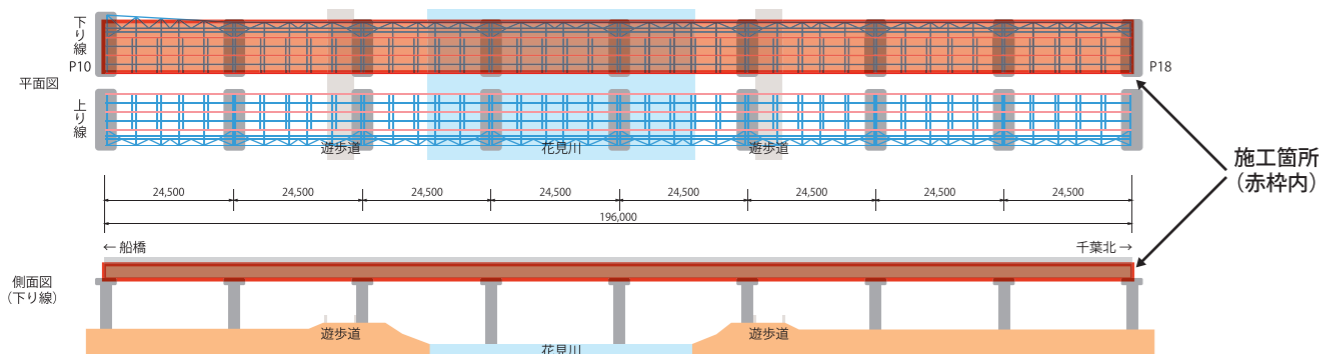 下り線
P10
P18
平面図
上り線
遊歩道
花見川
遊歩道
施工箇所
（赤枠内）
24,500
24,500
24,500
24,500
24,500
24,500
24,500
24,500
196,000
← 船橋
千葉北 →
側面図
（下り線）
遊歩道
遊歩道
花見川